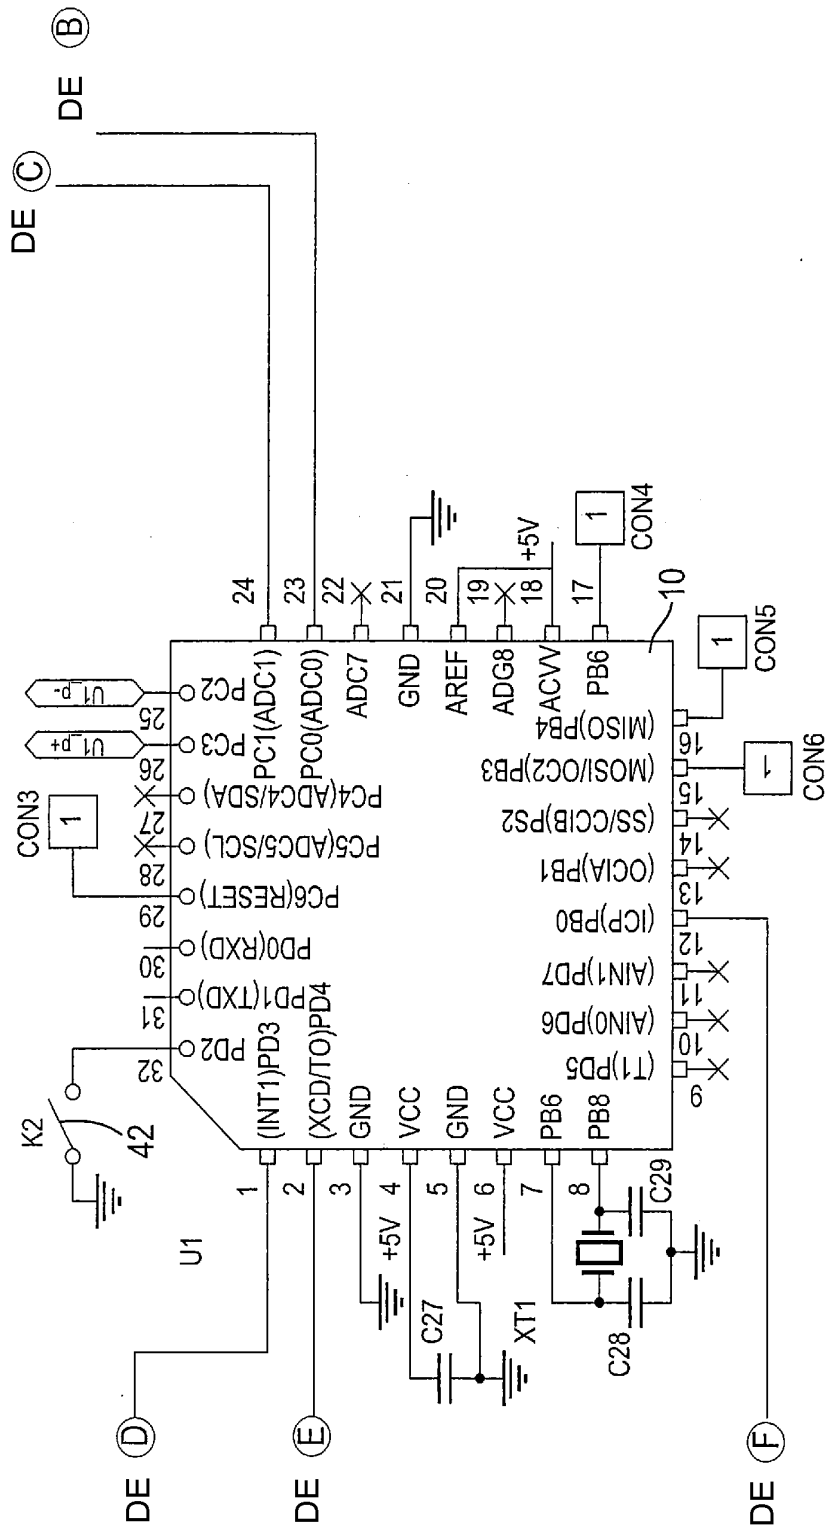 DE B
DE C
DE D
DE E
DE F
U1
K2
42
CON3
1
U1_p+
U1_p-
32
31
30
29
28
27
26
25
PD2
PD1(TXD)
PD0(RXD)
PC6(RESET)
PC5(ADC5/SCL)
PC4(ADC4/SDA)
PC3
PC2
1
2
3
4
5
6
7
8
(INT1)PD3
(XCD/TO)PD4
GND
VCC
GND
VCC
PB6
PB8
+5V
+5V
C27
XT1
C28
C29
PC1(ADC1)
PC0(ADC0)
ADC7
GND
AREF
ADG8
ACVV
PB6
24
23
22
21
20
19
18
17
+5V
1
CON4
10
(T1)PD5
(AIN0)PD6
(AIN1)PD7
(ICP)PB0
(OCIA)PB1
(SS/CCIB)PS2
(MOSI/OC2)PB3
(MISO)PB4
9
10
11
12
13
14
15
16
1
CON5
1
CON6